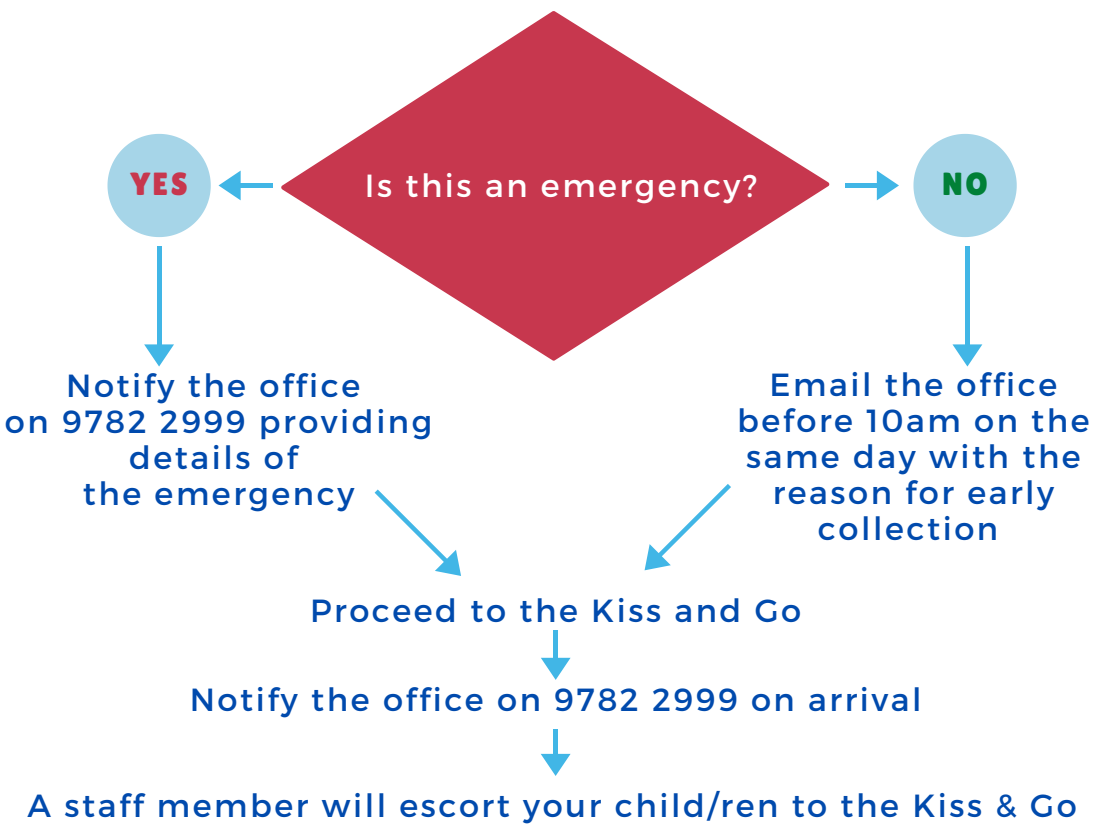 Is this an emergency?
YES
NO
Notify the office
on 9782 2999 providing
details of
the emergency
Email the office
before 10am on the
same day with the
reason for early
collection
Proceed to the Kiss and Go
Notify the office on 9782 2999 on arrival
A staff member will escort your child/ren to the Kiss & Go